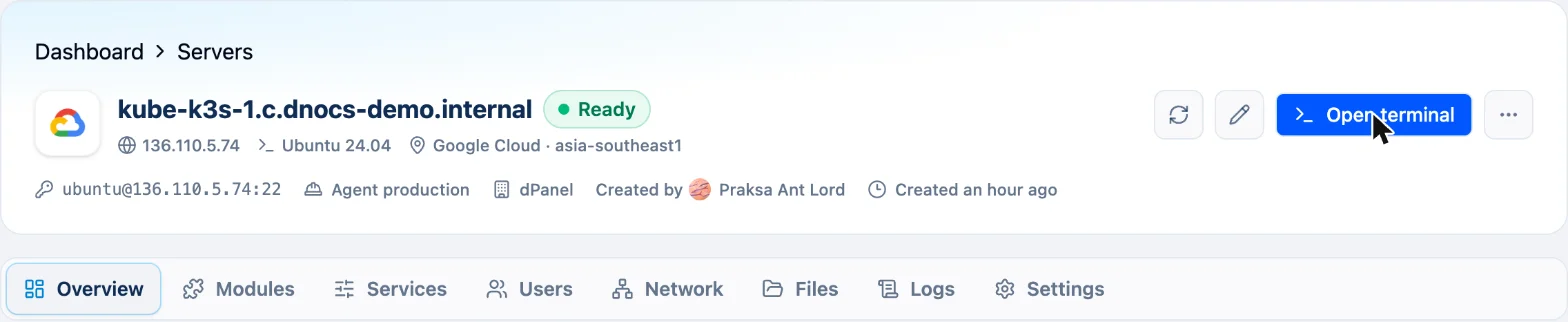 Dashboard > Servers
kube-k3s-1.c.dnocs-demo.internal Ready
136.110.5.74 >_ Ubuntu 24.04 Google Cloud · asia-southeast1
>_ Open terminal ...
ubuntu@136.110.5.74:22 Agent production dPanel Created by Praksa Ant Lord Created an hour ago
Overview Modules Services Users Network Files Logs Settings